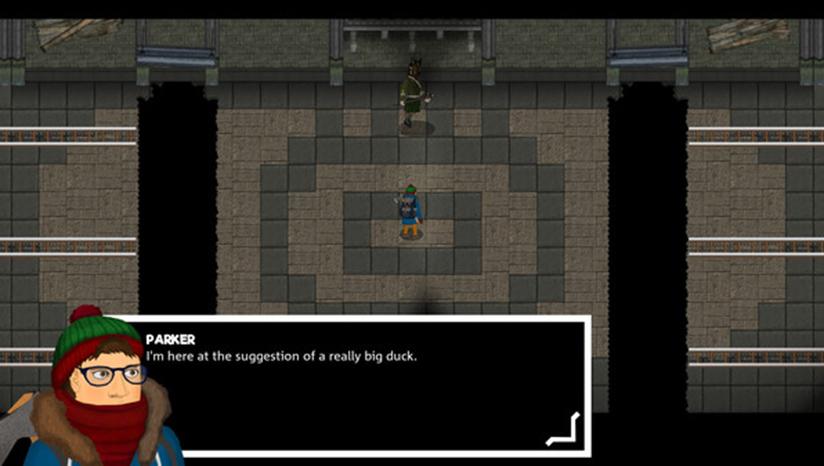 PARKER
I'm here at the suggestion of a really big duck.